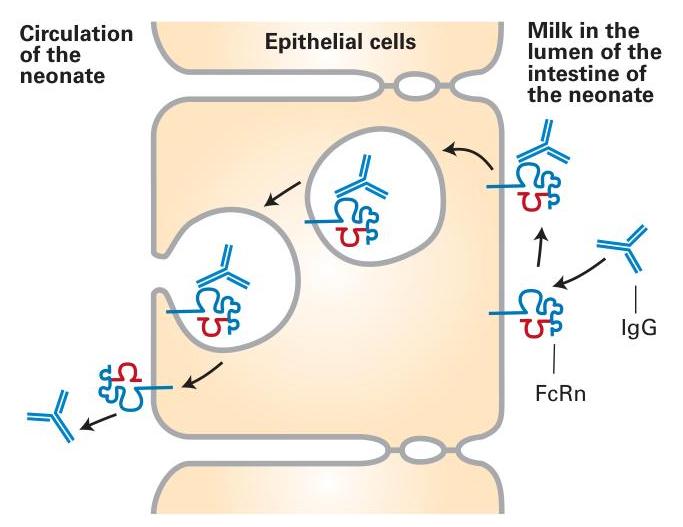 Circulation
of the
neonate
Epithelial cells
Milk in the
lumen of the
intestine of
the neonate
IgG
FcRn